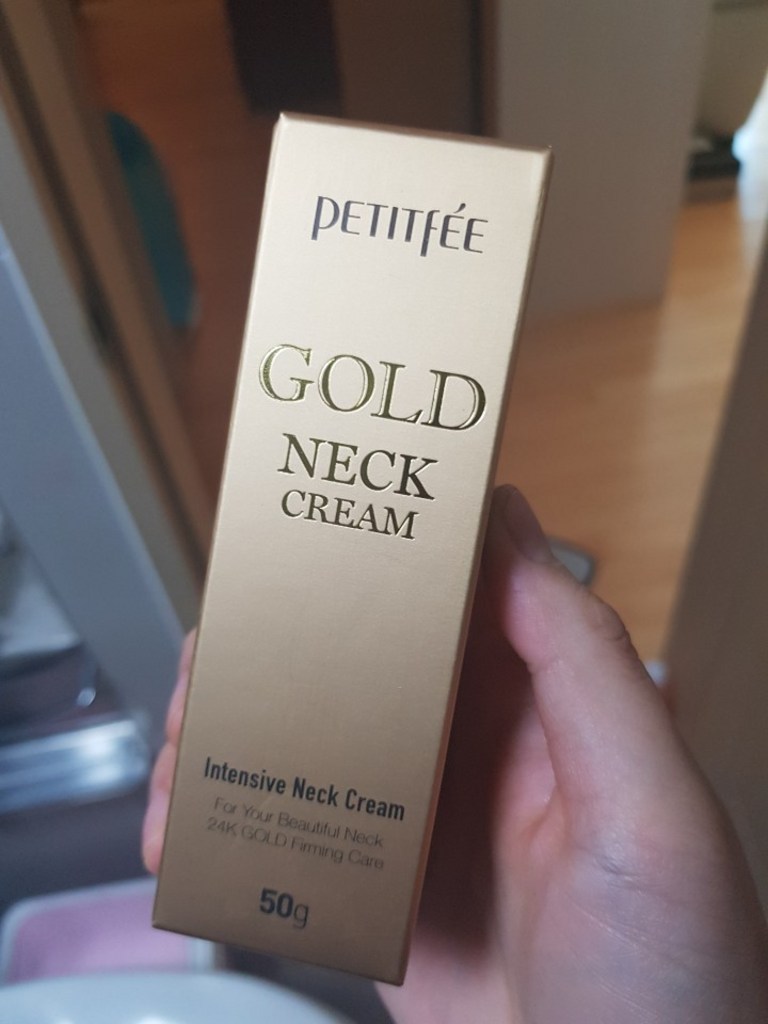 PETITFÉE
GOLD
NECK
CREAM
Intensive Neck Cream
For Your Beautiful Neck
24K GOLD Firming Care
50g